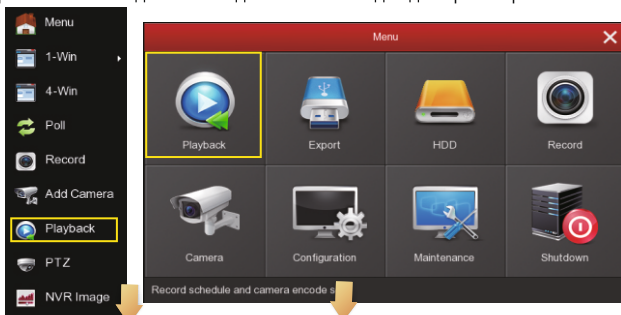 Menu
1-Win
4-Win
Poll
Record
Add Camera
Playback
PTZ
NVR Image
Menu
Playback
Export
HDD
Record
Camera
Configuration
Maintenance
Shutdown
Record schedule and camera encode s